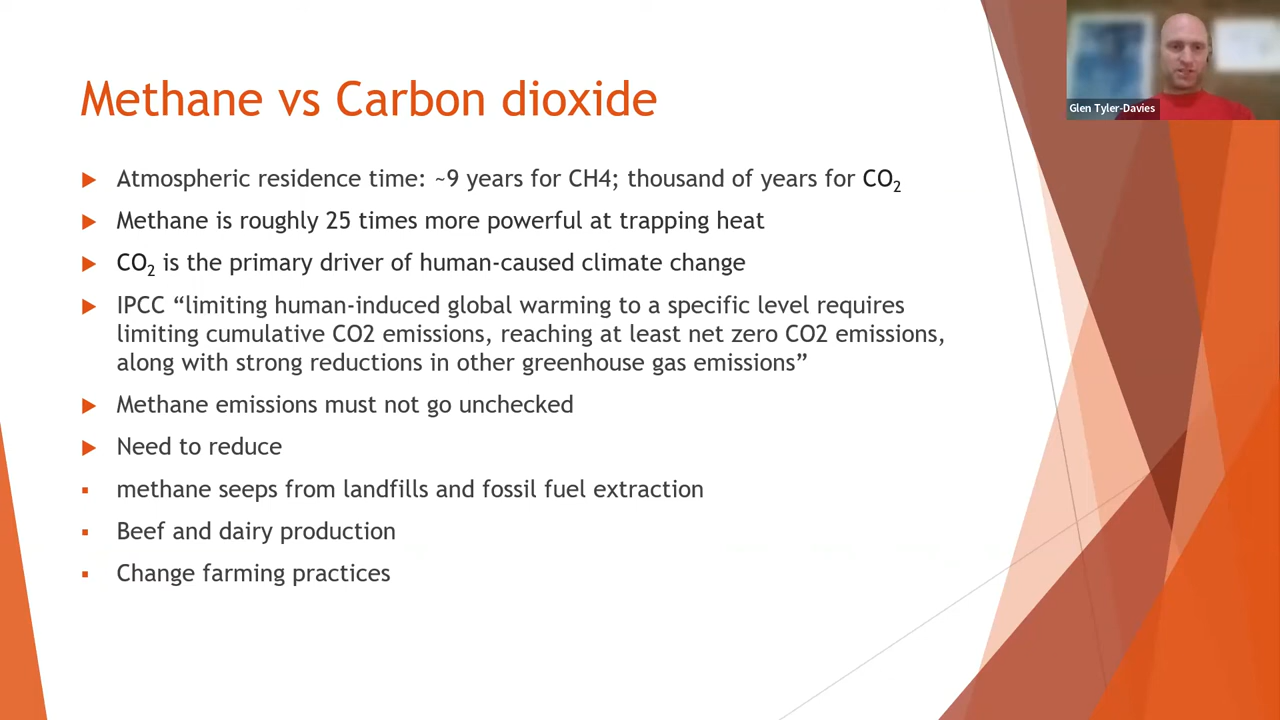 Methane vs Carbon dioxide
Glen Tyler-Davies
Atmospheric residence time: ~9 years for CH4; thousand of years for CO₂
Methane is roughly 25 times more powerful at trapping heat
CO₂ is the primary driver of human-caused climate change
IPCC “limiting human-induced global warming to a specific level requires
limiting cumulative CO2 emissions, reaching at least net zero CO2 emissions,
along with strong reductions in other greenhouse gas emissions”
Methane emissions must not go unchecked
Need to reduce
methane seeps from landfills and fossil fuel extraction
Beef and dairy production
Change farming practices